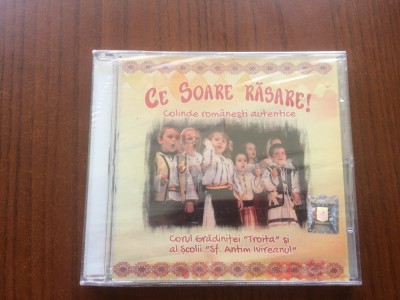 Ce Soare răsare!
Colinde românești autentice
Corul Grădiniței "Troița" și
al Școlii "Sf. Antim Ivireanul"